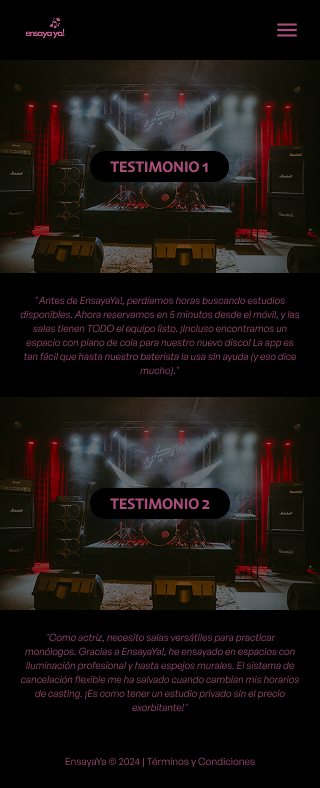 ensaya ya!
TESTIMONIO 1
"Antes de EnsayaYa!, perdíamos horas buscando estudios
disponibles. Ahora reservamos en 5 minutos desde el móvil, y las
salas tienen TODO el equipo listo. ¡Incluso encontramos un
espacio con piano de cola para nuestro nuevo disco! La app es
tan fácil que hasta nuestro baterista la usa sin ayuda (y eso dice
mucho)."
TESTIMONIO 2
"Como actriz, necesito salas versátiles para practicar
monólogos. Gracias a EnsayaYa!, he ensayado en espacios con
iluminación profesional y hasta espejos murales. El sistema de
cancelación flexible me ha salvado cuando cambian mis horarios
de casting. ¡Es como tener un estudio privado sin el precio
exorbitante!"
EnsayaYa © 2024 | Términos y Condiciones